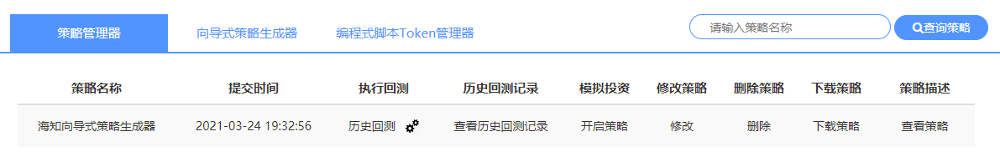 策略管理器 向导式策略生成器 编程式脚本Token管理器 请输入策略名称 查询策略
策略名称 提交时间 执行回测 历史回测记录 模拟投资 修改策略 删除策略 下载策略 策略描述
海知向导式策略生成器 2021-03-24 19:32:56 历史回测 查看历史回测记录 开启策略 修改 删除 下载策略 查看策略